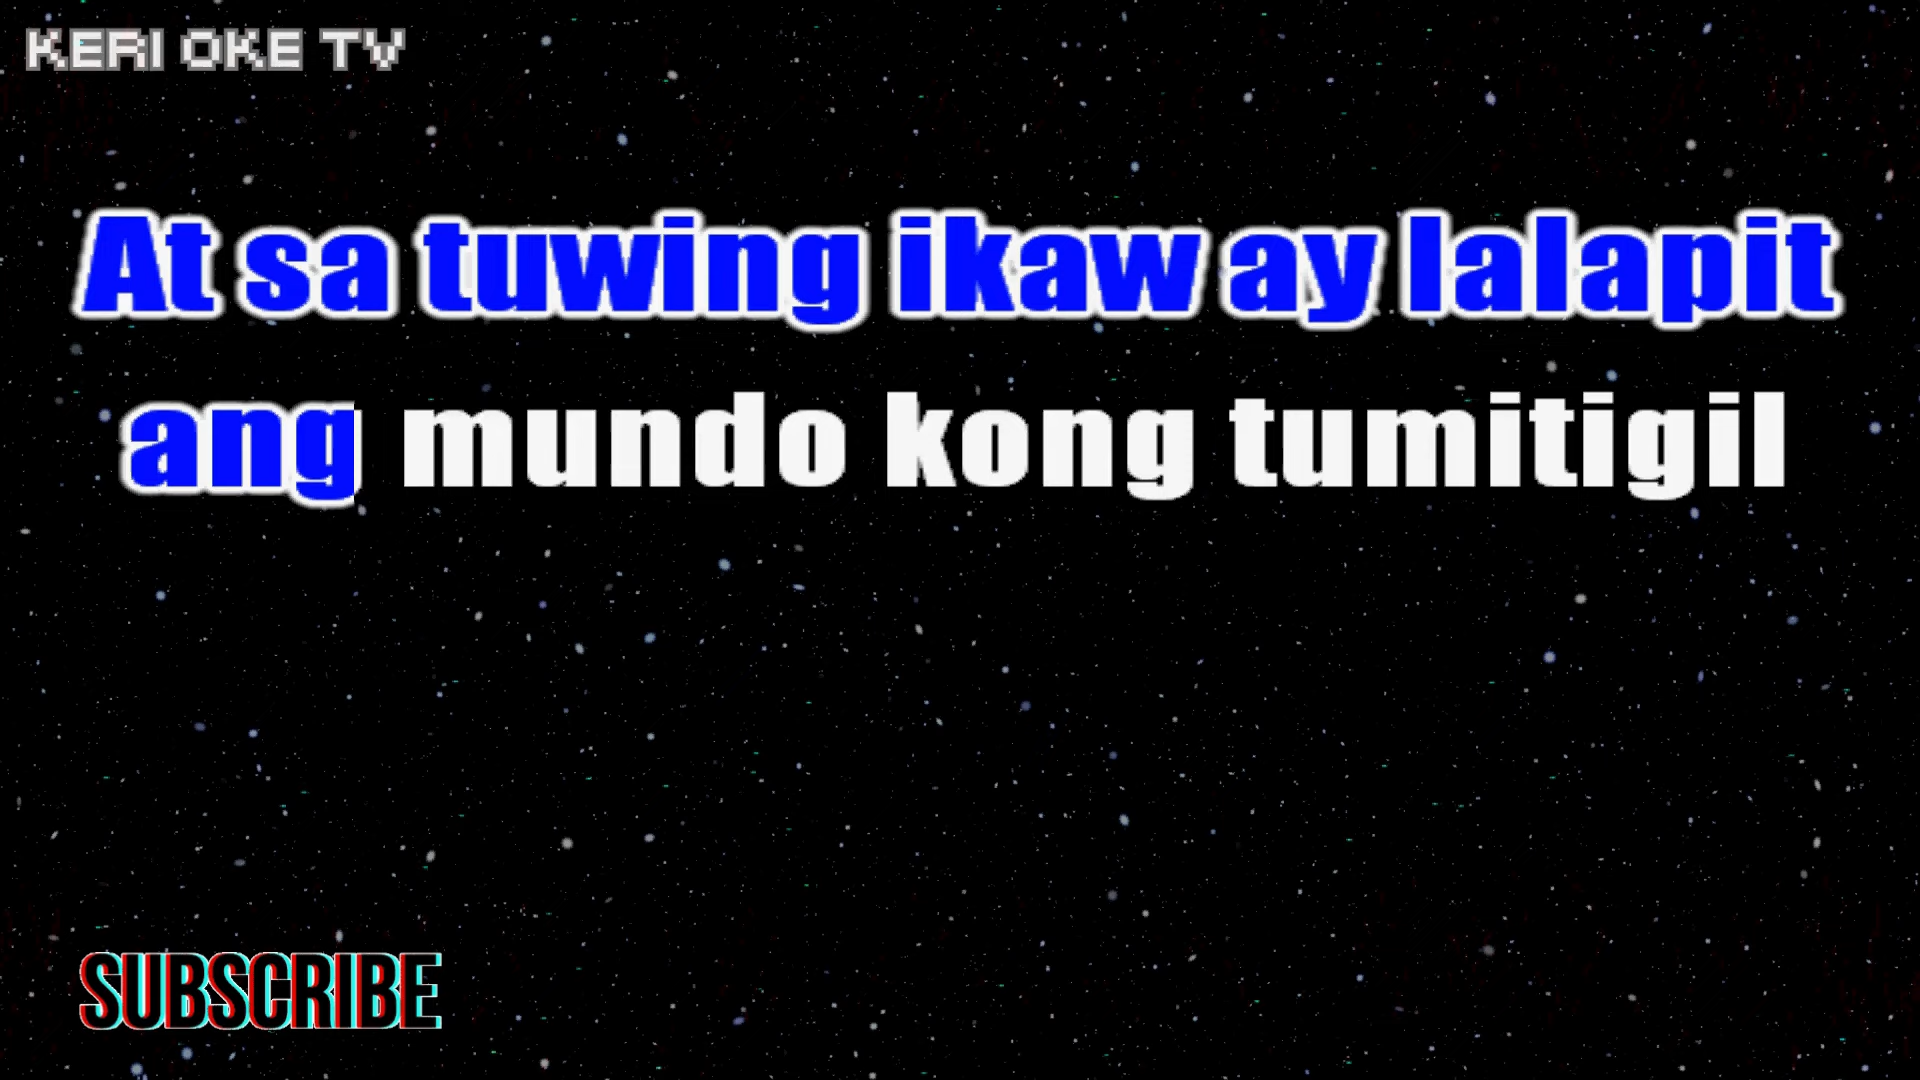 KERI OKE TV
At sa tuwing ikaw ay lalapit
ang mundo kong tumitigil
SUBSCRIBE